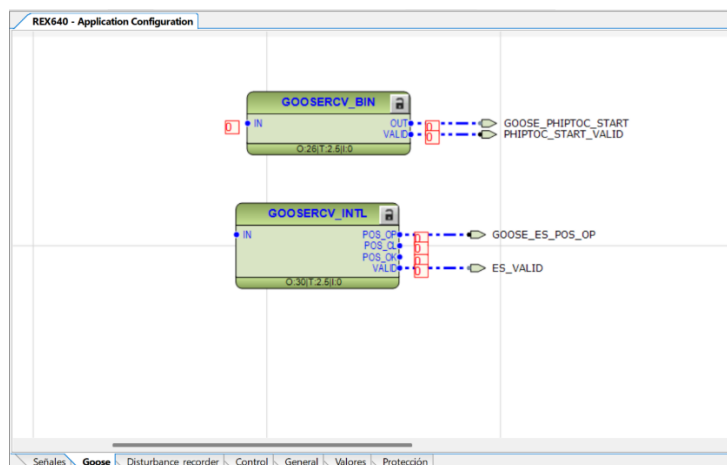 REX640 - Application Configuration
GOOSERCV_BIN
0 IN OUT 0 GOOSE_PHIPTOC_START
VALID 0 PHIPTOC_START_VALID
O:26|T:2.5|I:0
GOOSERCV_INTL
IN POS_OP 0 GOOSE_ES_POS_OP
POS_CL 0
POS_OK 0
VALID 0 ES_VALID
O:30|T:2.5|I:0
Señales Goose Disturbance recorder Control General Valores Protección